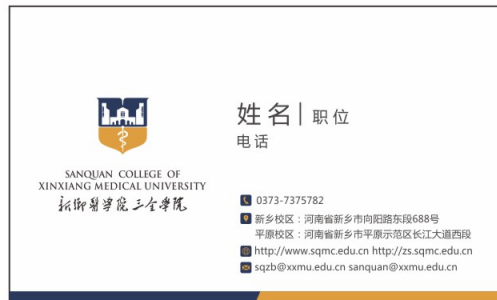 姓名| 职位
电话
SANQUAN COLLEGE OF
XINXIANG MEDICAL UNIVERSITY
新乡醫学院三全学院
0373-7375782
新乡校区：河南省新乡市向阳路东段688号
平原校区：河南省新乡市平原示范区长江大道西段
http://www.sqmc.edu.cn http://zs.sqmc.edu.cn
sqzb@xxmu.edu.cn sanquan@xxmu.edu.cn